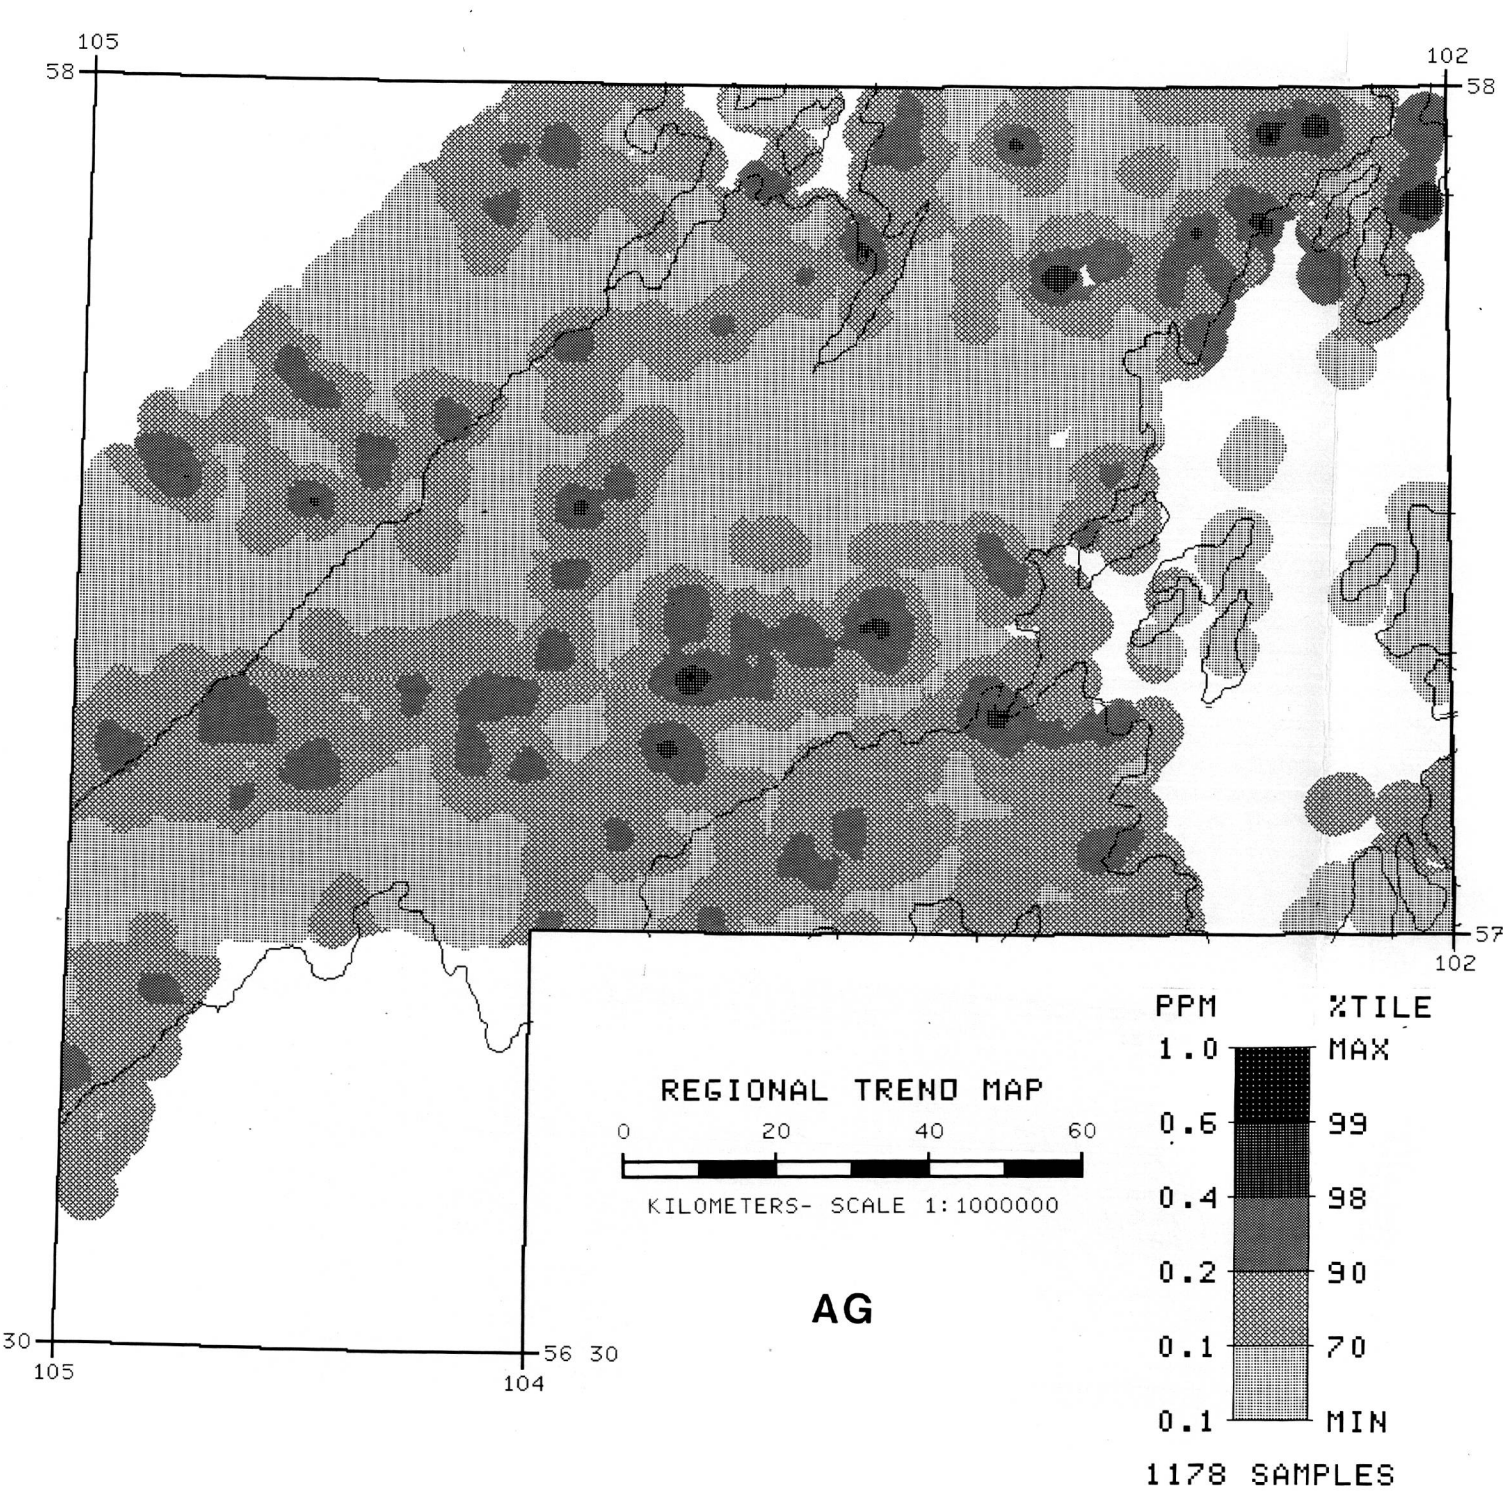 105
102
58
58
57
102
PPM %TILE
1.0 MAX
REGIONAL TREND MAP
0.6 99
0 20 40 60
0.4 98
KILOMETERS- SCALE 1:1000000
0.2 90
AG
30
56 30
0.1 70
105
104
0.1 MIN
1178 SAMPLES